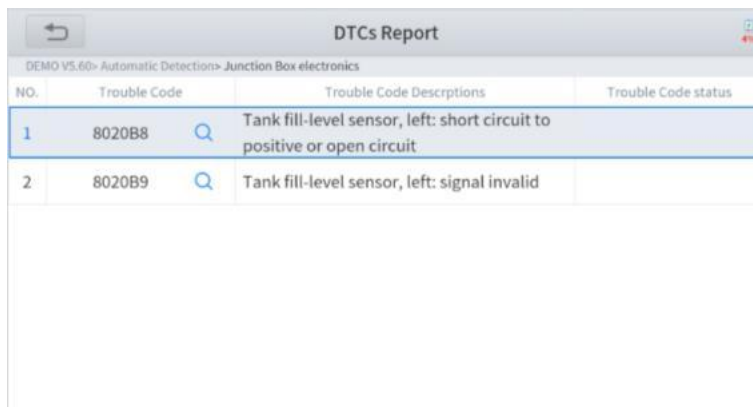 DTCs Report
DEMO V5.60> Automatic Detection> Junction Box electronics
NO. Trouble Code Trouble Code Descrptions Trouble Code status
1 8020B8 Tank fill-level sensor, left: short circuit to
positive or open circuit
2 8020B9 Tank fill-level sensor, left: signal invalid